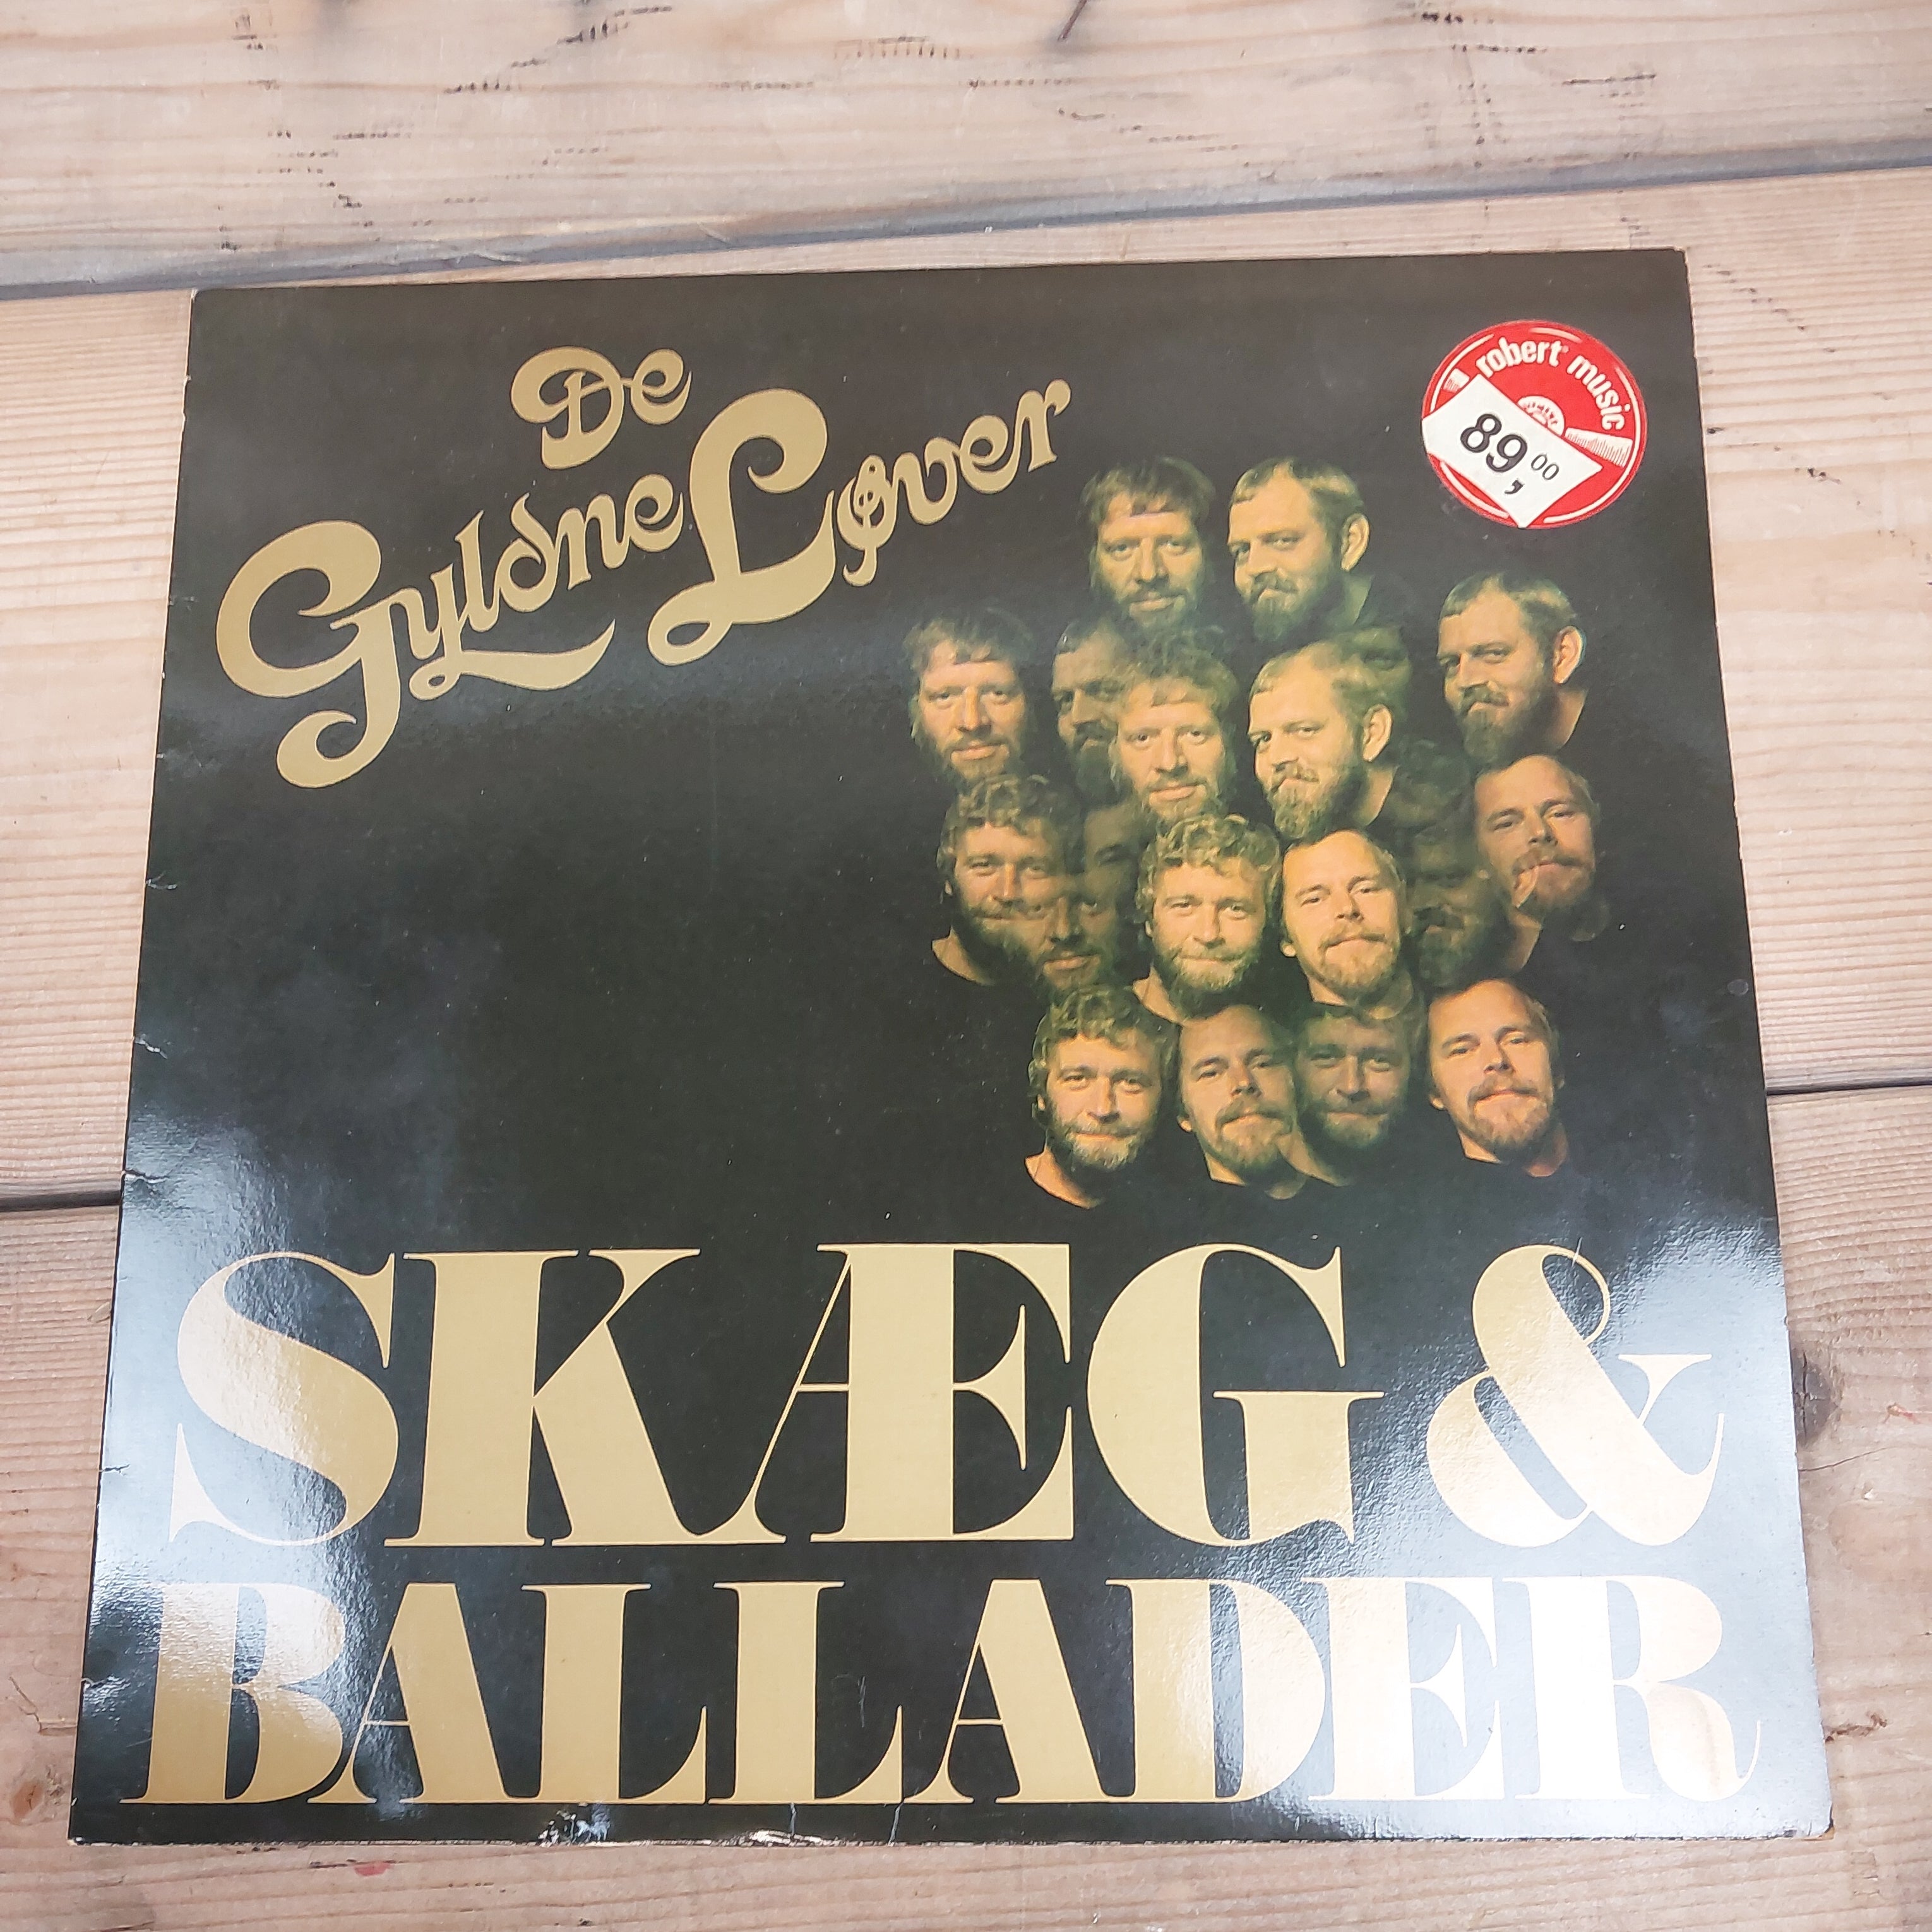 De
Gyldne Løver
robert music
89,00
SKÆG &
BALLADER